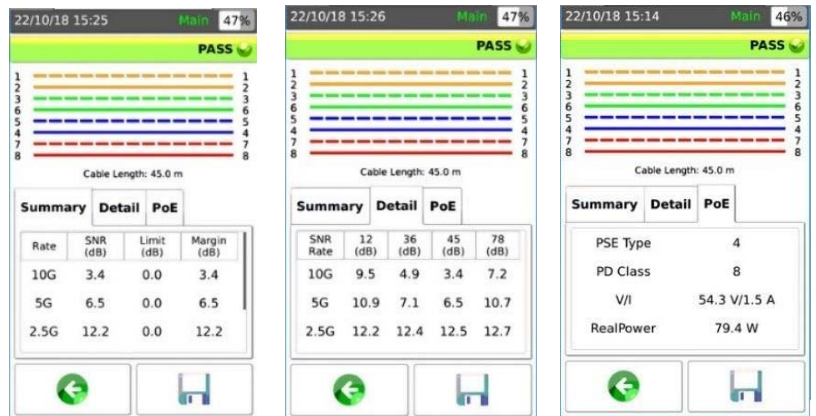 22/10/18 15:25 Main 47%
PASS
1 1
2 2
3 3
6 6
5 5
4 4
7 7
8 8
Cable Length: 45.0 m
Summary Detail PoE
Rate SNR (dB) Limit (dB) Margin (dB)
10G 3.4 0.0 3.4
5G 6.5 0.0 6.5
2.5G 12.2 0.0 12.2
22/10/18 15:26 Main 47%
PASS
1 1
2 2
3 3
6 6
5 5
4 4
7 7
8 8
Cable Length: 45.0 m
Summary Detail PoE
SNR Rate 12 (dB) 36 (dB) 45 (dB) 78 (dB)
10G 9.5 4.9 3.4 7.2
5G 10.9 7.1 6.5 10.7
2.5G 12.2 12.4 12.5 12.7
22/10/18 15:14 Main 46%
PASS
1 1
2 2
3 3
6 6
5 5
4 4
7 7
8 8
Cable Length: 45.0 m
Summary Detail PoE
PSE Type 4
PD Class 8
V/I 54.3 V/1.5 A
RealPower 79.4 W